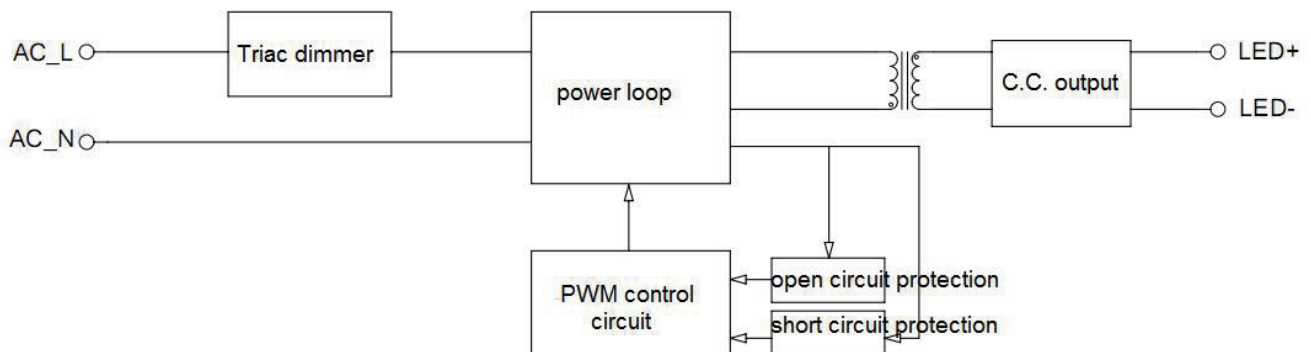 AC_L
Triac dimmer
power loop
C.C. output
LED+
LED-
AC_N
PWM control
circuit
open circuit protection
short circuit protection